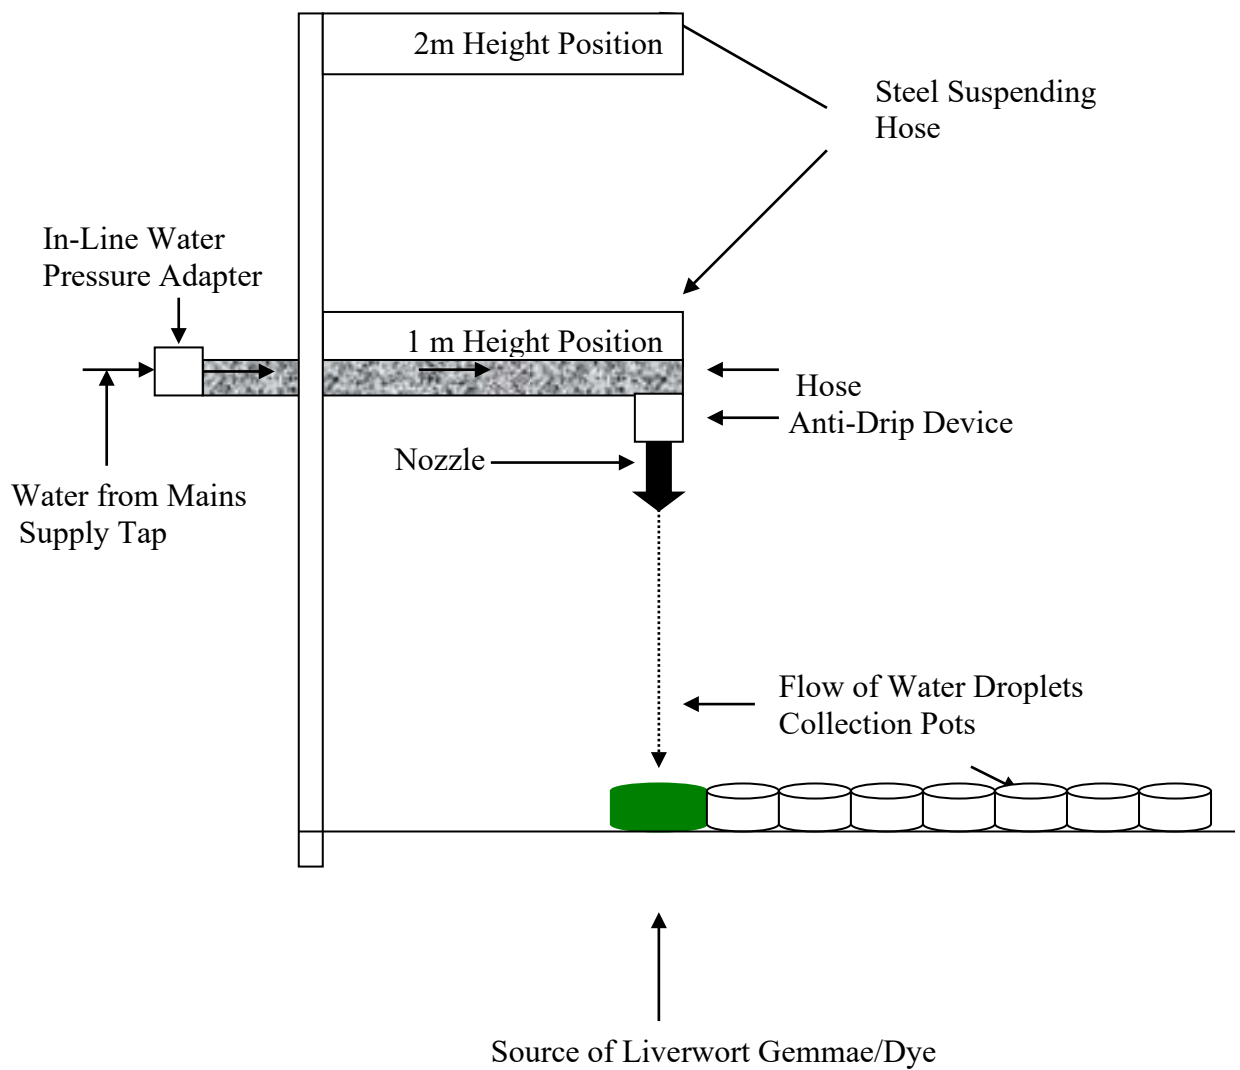 2m Height Position
Steel Suspending
Hose
In-Line Water
Pressure Adapter
1 m Height Position
Hose
Anti-Drip Device
Nozzle
Water from Mains
Supply Tap
Flow of Water Droplets
Collection Pots
Source of Liverwort Gemmae/Dye